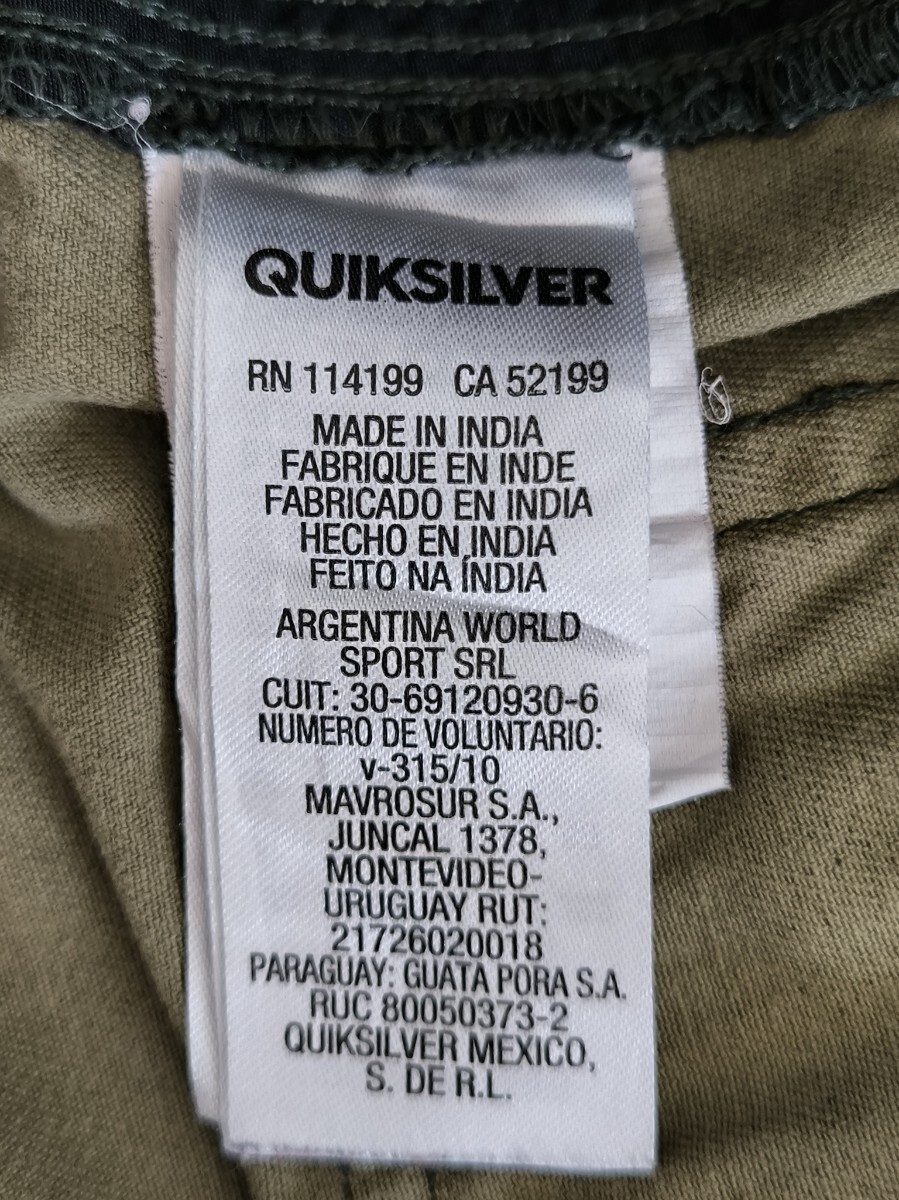 QUIKSILVER
RN 114199 CA 52199
MADE IN INDIA
FABRIQUE EN INDE
FABRICADO EN INDIA
HECHO EN INDIA
FEITO NA ÍNDIA
ARGENTINA WORLD
SPORT SRL
CUIT: 30-69120930-6
NUMERO DE VOLUNTARIO:
v-315/10
MAVROSUR S.A.,
JUNCAL 1378,
MONTEVIDEO-
URUGUAY RUT:
21726020018
PARAGUAY: GUATA PORA S.A.
RUC 80050373-2
QUIKSILVER MEXICO,
S. DE R.L.